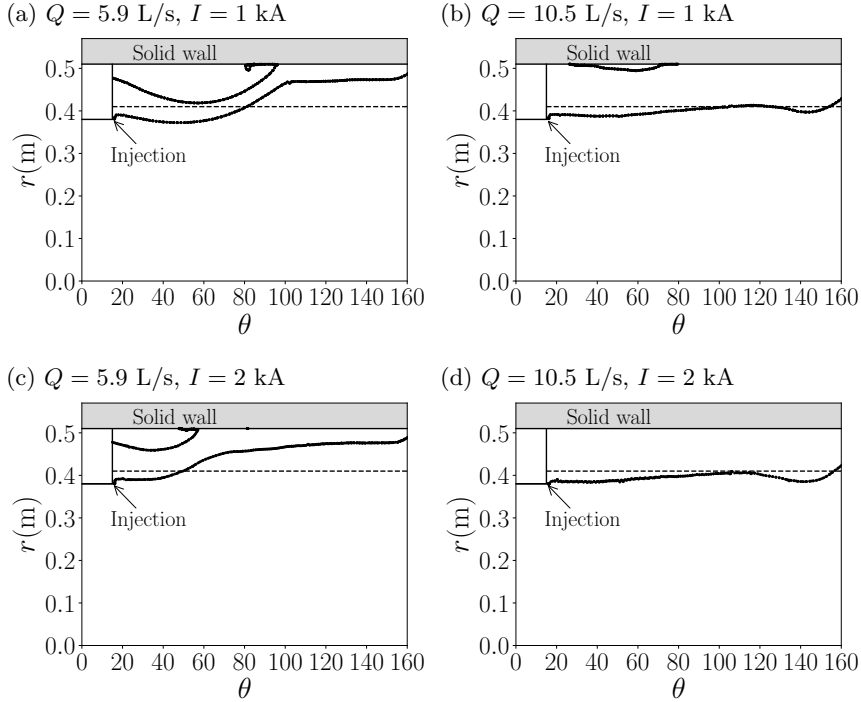 (a) Q = 5.9 L/s, I = 1 kA
Solid wall
0.5
0.4
0.3
0.2
0.1
0.0
r(m)
Injection
0 20 40 60 80 100 120 140 160
θ
(b) Q = 10.5 L/s, I = 1 kA
Solid wall
0.5
0.4
0.3
0.2
0.1
0.0
r(m)
Injection
0 20 40 60 80 100 120 140 160
θ
(c) Q = 5.9 L/s, I = 2 kA
Solid wall
0.5
0.4
0.3
0.2
0.1
0.0
r(m)
Injection
0 20 40 60 80 100 120 140 160
θ
(d) Q = 10.5 L/s, I = 2 kA
Solid wall
0.5
0.4
0.3
0.2
0.1
0.0
r(m)
Injection
0 20 40 60 80 100 120 140 160
θ